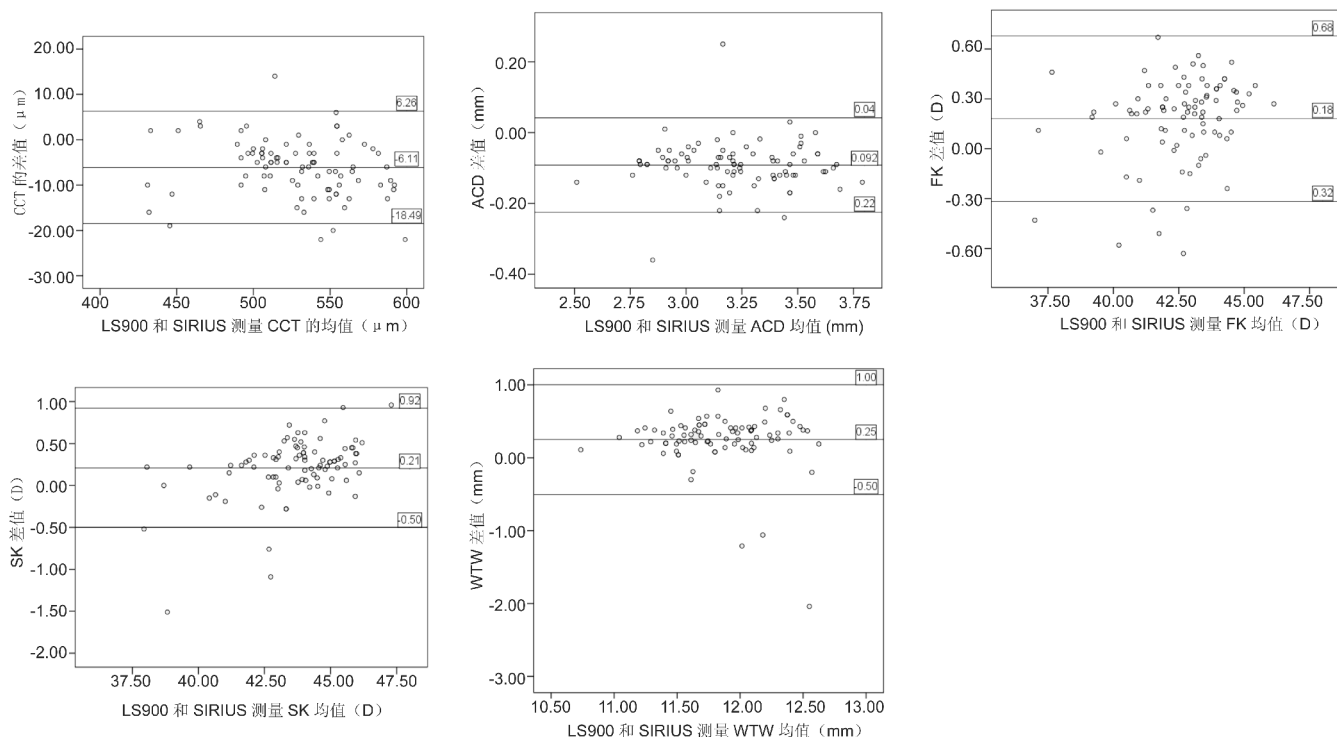 20.00
10.00
0.00
-10.00
-20.00
-30.00
CCT 的差值(μm)
6.26
-6.11
-18.49
400 450 500 550 600
LS900 和 SIRIUS 测量 CCT 的均值(μm)
0.20
0.00
-0.20
-0.40
ACD 差值(mm)
0.04
0.092
0.22
2.50 2.75 3.00 3.25 3.50 3.75
LS900 和 SIRIUS 测量 ACD 均值 (mm)
0.60
0.30
0.00
-0.30
-0.60
FK 差值(D)
0.68
0.18
0.32
37.50 40.00 42.50 45.00 47.50
LS900 和 SIRIUS 测量 FK 均值(D)
1.00
0.50
0.00
-0.50
-1.00
-1.50
-2.00
SK 差值(D)
0.92
0.21
-0.50
37.50 40.00 42.50 45.00 47.50
LS900 和 SIRIUS 测量 SK 均值(D)
1.00
0.00
-1.00
-2.00
-3.00
WTW 差值(mm)
1.00
0.25
-0.50
10.50 11.00 11.50 12.00 12.50 13.00
LS900 和 SIRIUS 测量 WTW 均值(mm)